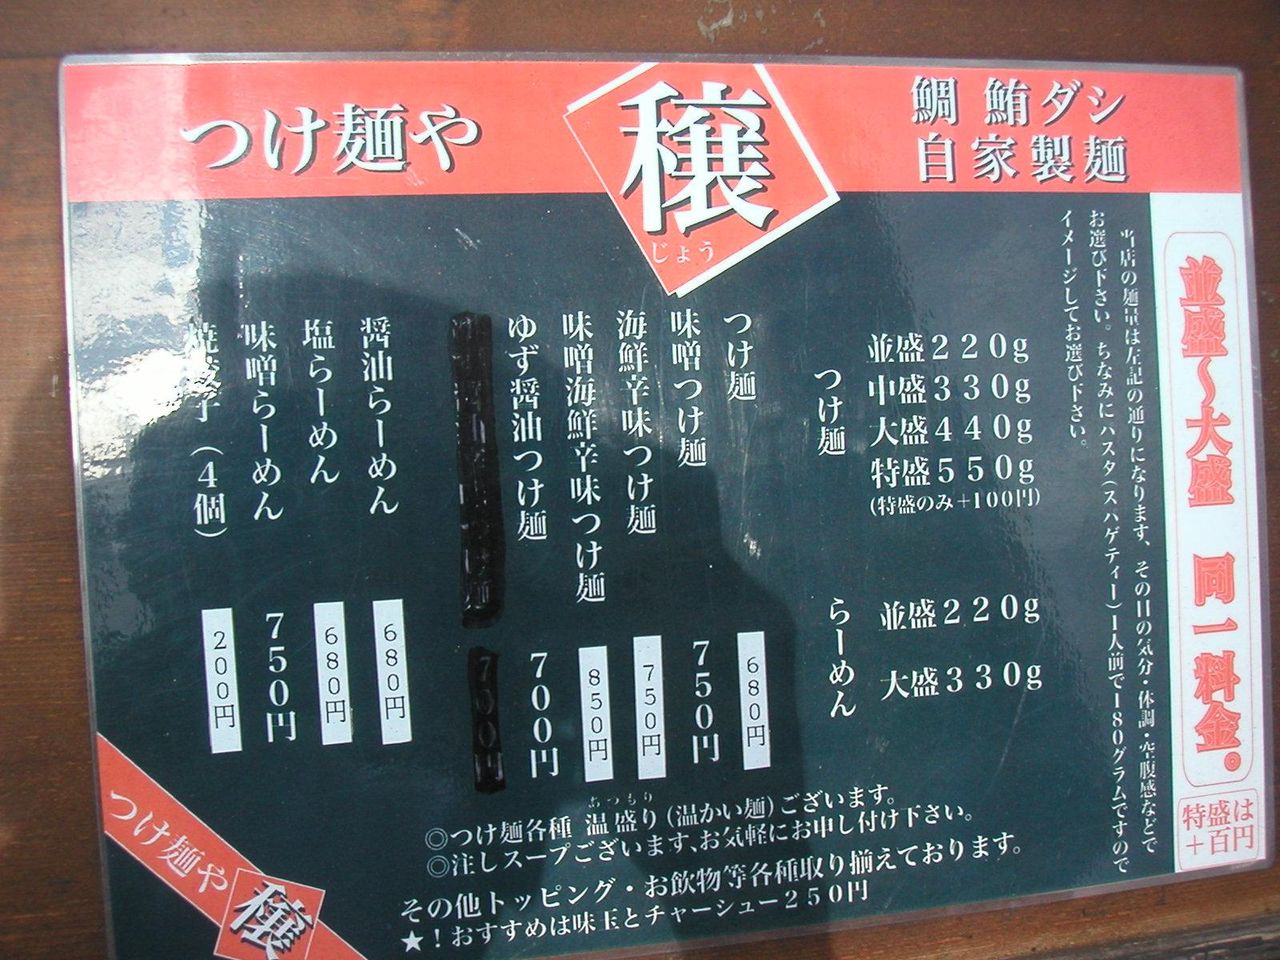 つけ麺や
穣
じょう
鯛 鮪ダシ
自家製麺
並盛～大盛 同一料金。
特盛は
＋百円
当店の麺量は左記の通りになります、その日の気分・体調・空腹感などで
お選び下さい。ちなみにパスタ（スパゲティー）１人前で１８０グラムですので
イメージしてお選び下さい。
つけ麺
並盛２２０g
中盛３３０g
大盛４４０g
特盛５５０g
(特盛のみ＋１００円)
らーめん
並盛２２０g
大盛３３０g
つけ麺 ６８０円
味噌つけ麺 ７５０円
海鮮辛味つけ麺 ７５０円
味噌海鮮辛味つけ麺 ８５０円
ゆず醤油つけ麺 ７００円
７００円
醤油らーめん ６８０円
塩らーめん ６８０円
味噌らーめん ７５０円
焼餃子（４個） ２００円
◎つけ麺各種 温盛り（温かい麺）ございます。
あつもり
◎注しスープございます、お気軽にお申し付け下さい。
その他トッピング・お飲物等各種取り揃えております。
★！おすすめは味玉とチャーシュー２５０円
つけ麺や 穣